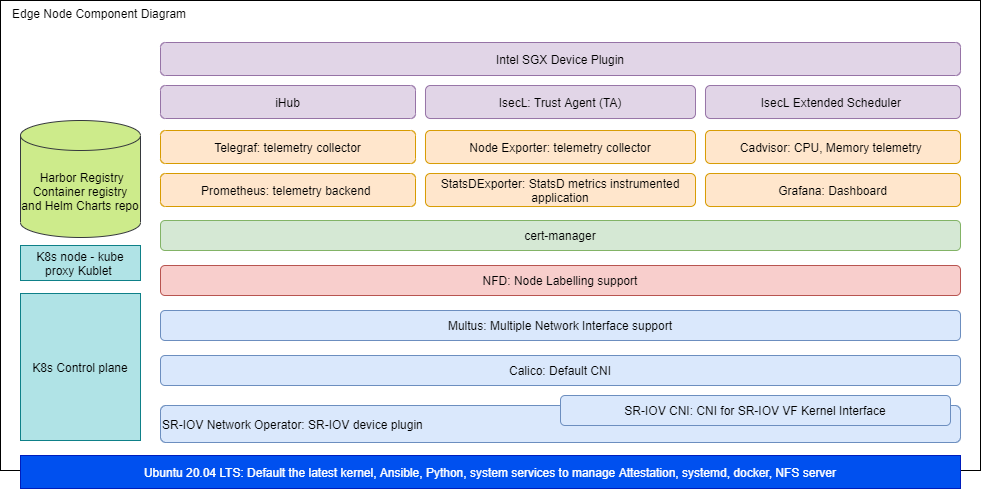 Edge Node Component Diagram
Intel SGX Device Plugin
iHub
IsecL: Trust Agent (TA)
IsecL Extended Scheduler
Telegraf: telemetry collector
Node Exporter: telemetry collector
Cadvisor: CPU, Memory telemetry
Prometheus: telemetry backend
StatsDExporter: StatsD metrics instrumented
application
Grafana: Dashboard
Harbor Registry
Container registry
and Helm Charts repo
cert-manager
K8s node - kube
proxy Kublet
NFD: Node Labelling support
Multus: Multiple Network Interface support
K8s Control plane
Calico: Default CNI
SR-IOV CNI: CNI for SR-IOV VF Kernel Interface
SR-IOV Network Operator: SR-IOV device plugin
Ubuntu 20.04 LTS: Default the latest kernel, Ansible, Python, system services to manage Attestation, systemd, docker, NFS server